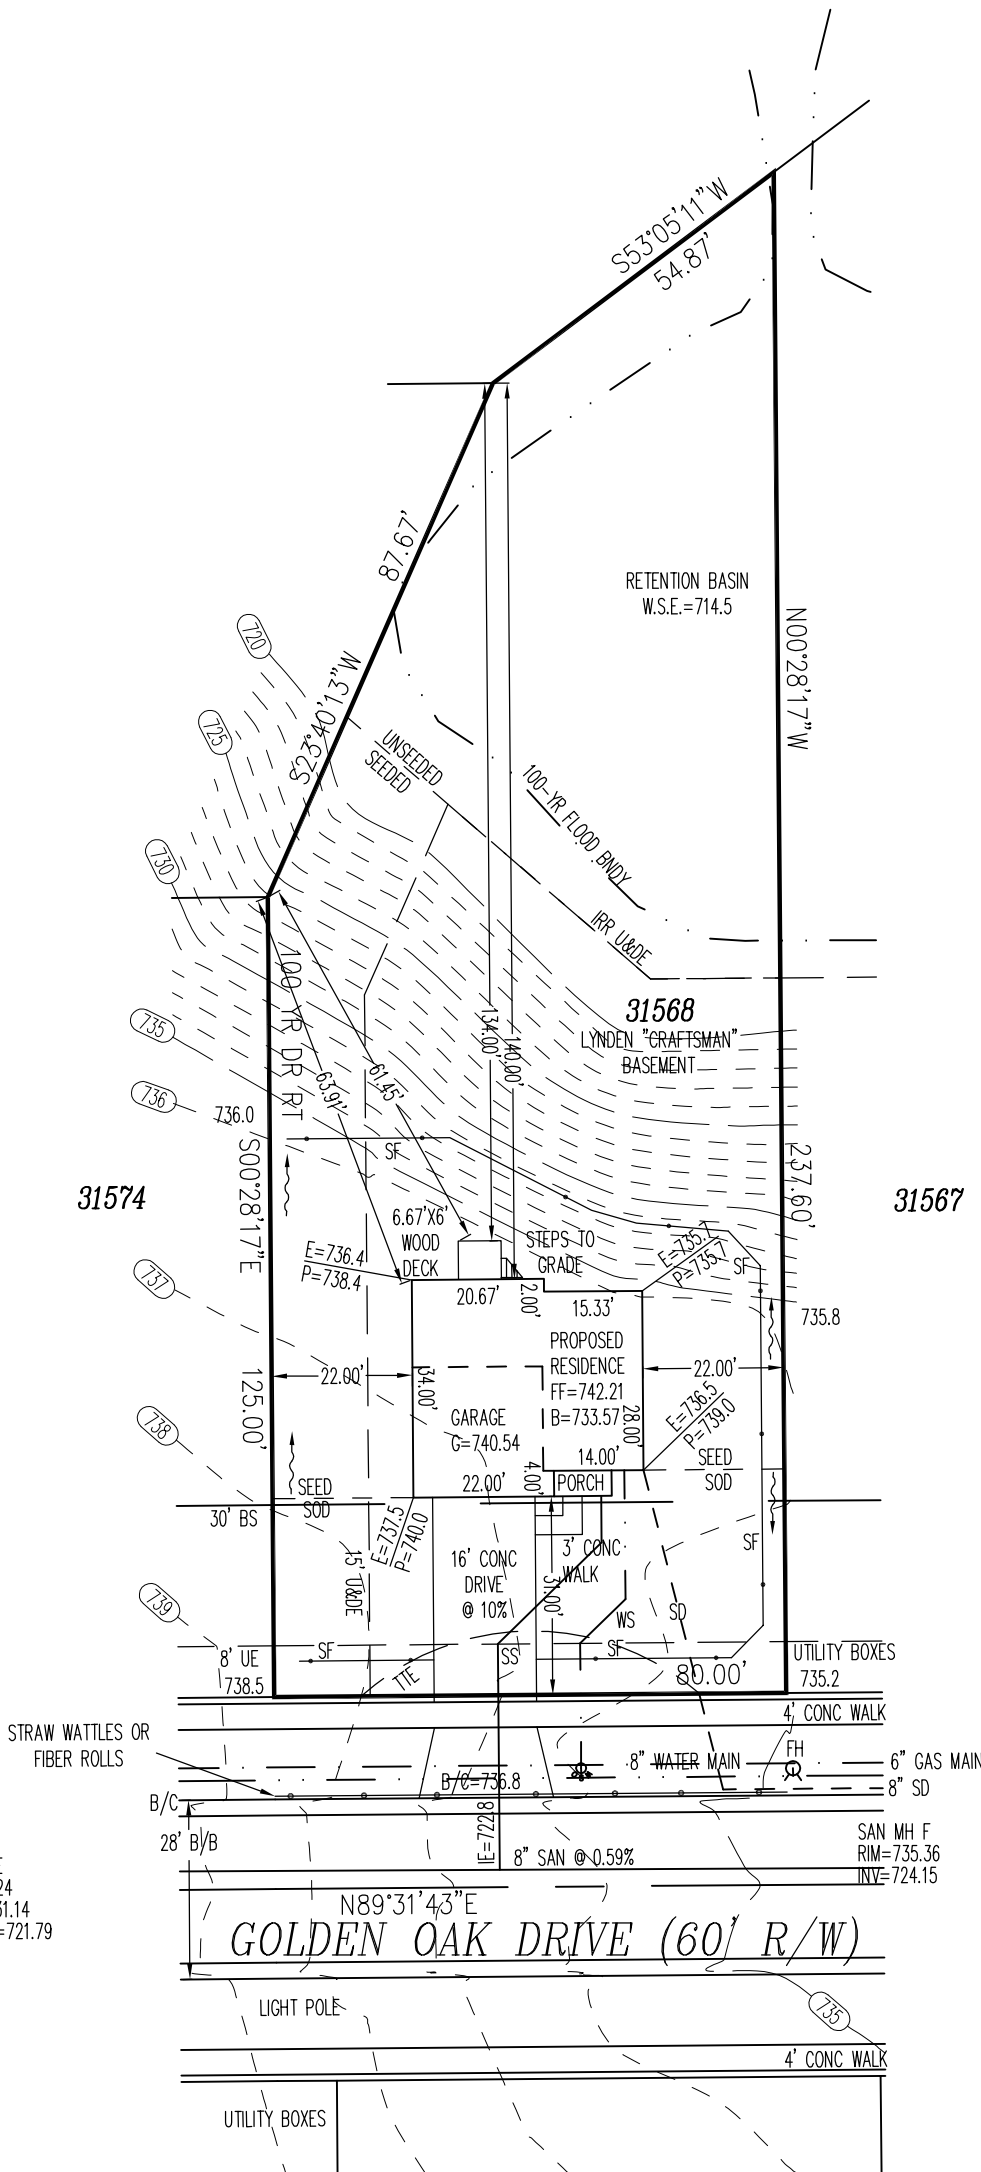 S53°05'11"W
54.87'
87.67'
S23°40'13"W
RETENTION BASIN
W.S.E.=714.5
N00°28'17"W
720
725
730
UNSEEDED
SEEDED
100-YR FLOOD BNDY
IRR U&DE
100 YR DR RT
735
736
736.0
134.00'
140.00'
31568
LYNDEN "CRAFTSMAN"
BASEMENT
63.91'
61.45'
SF
S00°28'17"E
237.60'
31574
31567
6.67'X6'
WOOD
DECK
STEPS TO
GRADE
E=736.4
P=738.4
E=735.7
P=735.7
SF
737
20.67'
2.00'
15.33'
735.8
PROPOSED
RESIDENCE
FF=742.21
B=733.57
22.00'
34.00'
22.00'
125.00'
738
GARAGE
G=740.54
28.00'
E=736.5
P=739.0
14.00'
22.00'
4.00'
PORCH
SEED
SOD
SEED
SOD
30' BS
E=737.5
P=740.0
15' U&DE
16' CONC
DRIVE
@ 10%
3' CONC
WALK
31.00'
SF
739
WS
SD
SF
SF
SS
8' UE
TTE
80.00'
UTILITY BOXES
738.5
735.2
4' CONC WALK
STRAW WATTLES OR
FIBER ROLLS
8" WATER MAIN
FH
6" GAS MAIN
B/C=736.8
8" SD
B/C
28' B/B
IE=722.8
8" SAN @ 0.59%
SAN MH F
RIM=735.36
INV=724.15
24
31.14
=721.79
N89°31'43"E
GOLDEN OAK DRIVE (60' R/W)
LIGHT POLE
735
4' CONC WALK
UTILITY BOXES